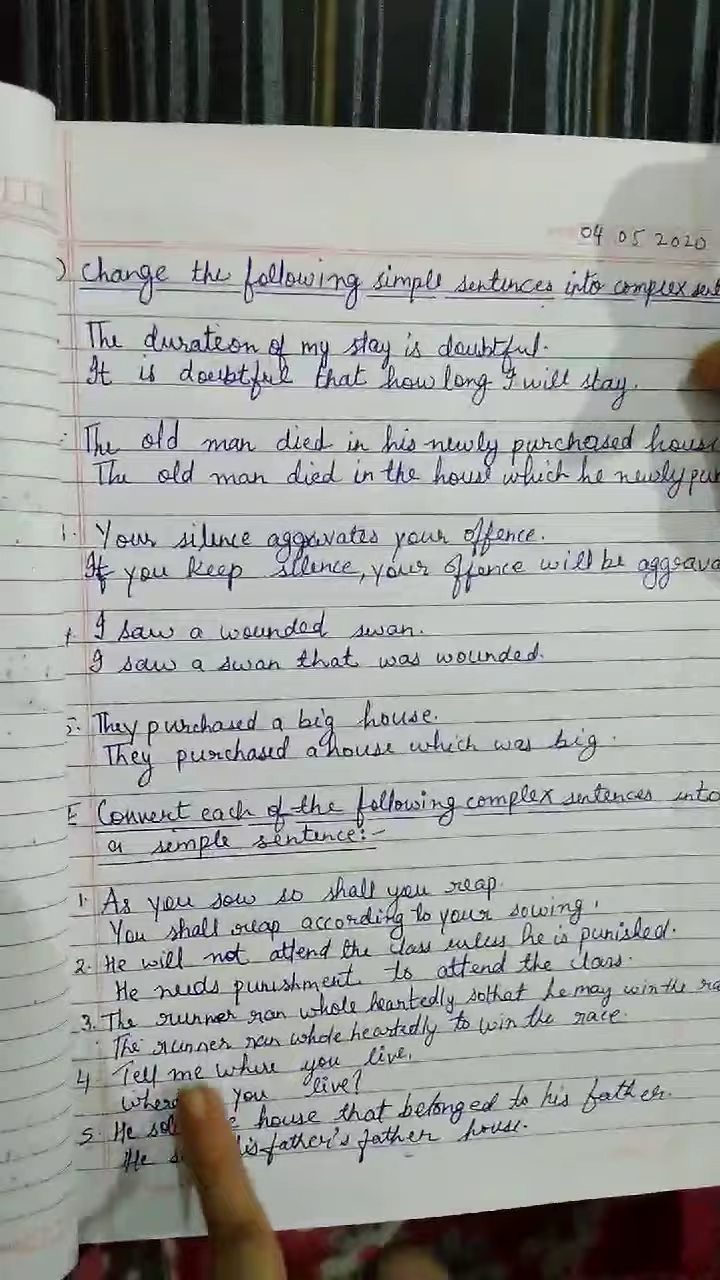 04 05 2020
) Change the following simple sentences into complex sent
The duration of my stay is doubtful.
It is doubtful that how long I will stay.
The old man died in his newly purchased house
The old man died in the house which he newly pur
Your silence aggravates your offence.
If you keep silence, your offence will be aggrava
I saw a wounded swan.
I saw a swan that was wounded.
5. They purchased a big house.
They purchased a house which was big.
E Convert each of the following complex sentences into
a simple sentence:-
1. As you sow so shall you reap.
You shall reap according to your sowing.
2. He will not attend the class unless he is punished.
He needs punishment to attend the class.
3. The runner ran whole heartedly so that he may win the ra
The runner ran whole heartedly to win the race.
4 Tell me where you live.
Where you live?
5. He house that belonged to his father.
He father's father house.